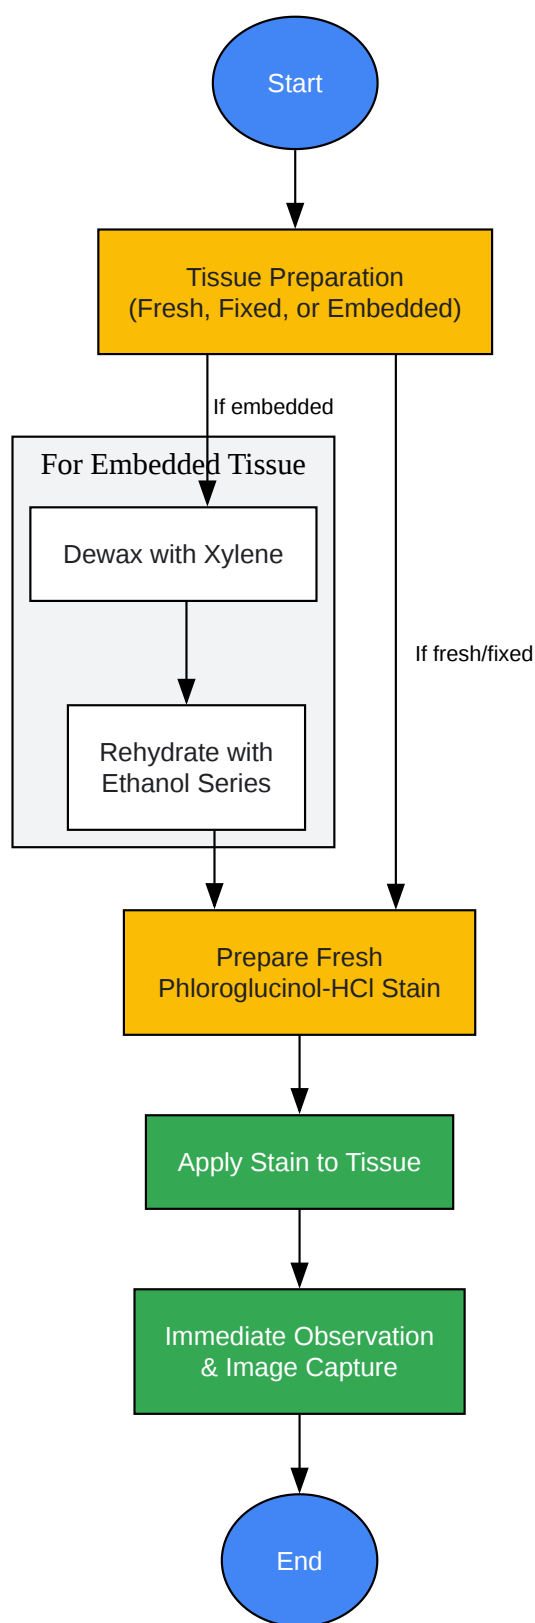 Start
Tissue Preparation
(Fresh, Fixed, or Embedded)
If embedded
For Embedded Tissue
Dewax with Xylene
If fresh/fixed
Rehydrate with
Ethanol Series
Prepare Fresh
Phloroglucinol-HCl Stain
Apply Stain to Tissue
Immediate Observation
& Image Capture
End